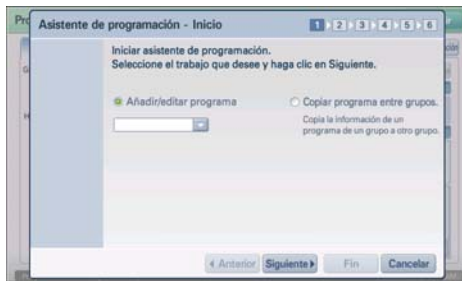 Asistente de programación - Inicio
1 2 3 4 5 6
Iniciar asistente de programación.
Seleccione el trabajo que desee y haga clic en Siguiente.
Añadir/editar programa
Copiar programa entre grupos.
Copia la información de un
programa de un grupo a otro grupo.
Anterior Siguiente Fin Cancelar